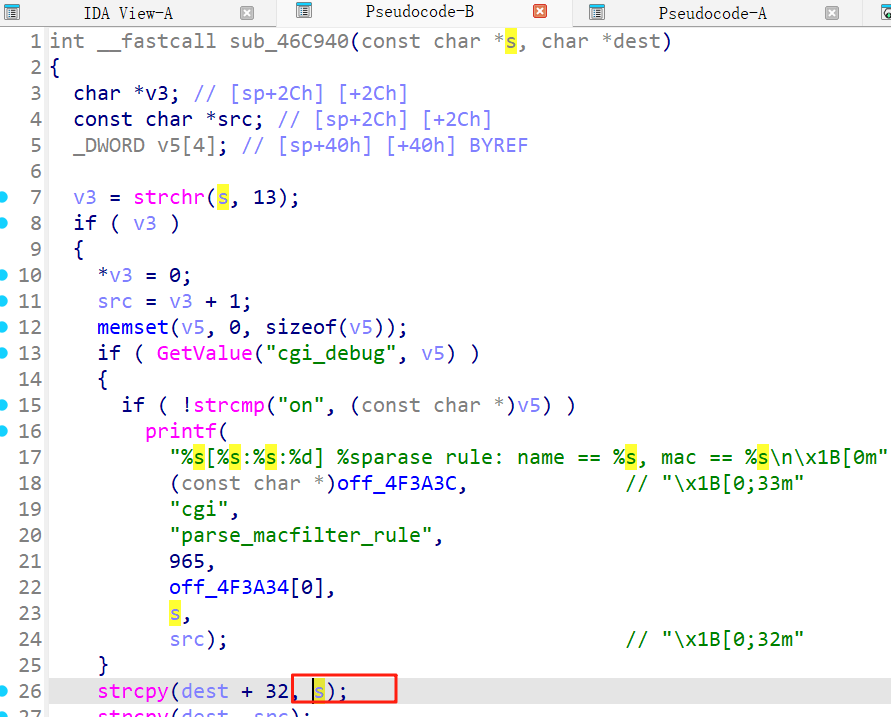 IDA View-A Pseudocode-B Pseudocode-A
1 int __fastcall sub_46C940(const char *s, char *dest)
2 {
3 char *v3; // [sp+2Ch] [+2Ch]
4 const char *src; // [sp+2Ch] [+2Ch]
5 _DWORD v5[4]; // [sp+40h] [+40h] BYREF
6
7 v3 = strchr(s, 13);
8 if ( v3 )
9 {
10 *v3 = 0;
11 src = v3 + 1;
12 memset(v5, 0, sizeof(v5));
13 if ( GetValue("cgi_debug", v5) )
14 {
15 if ( !strcmp("on", (const char *)v5) )
16 printf(
17 "%s[%s:%s:%d] %sparase rule: name == %s, mac == %s\n\x1B[0m"
18 (const char *)off_4F3A3C, // "\x1B[0;33m"
19 "cgi",
20 "parse_macfilter_rule",
21 965,
22 off_4F3A34[0],
23 s,
24 src); // "\x1B[0;32m"
25 }
26 strcpy(dest + 32, s);
27 strcpy(dest, src);